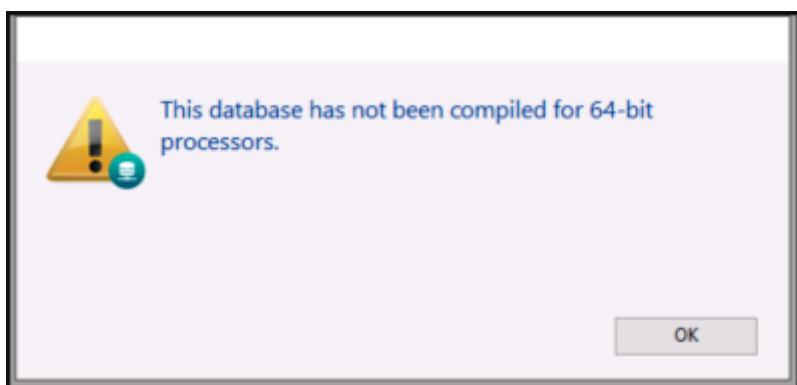 This database has not been compiled for 64-bit
processors.
OK